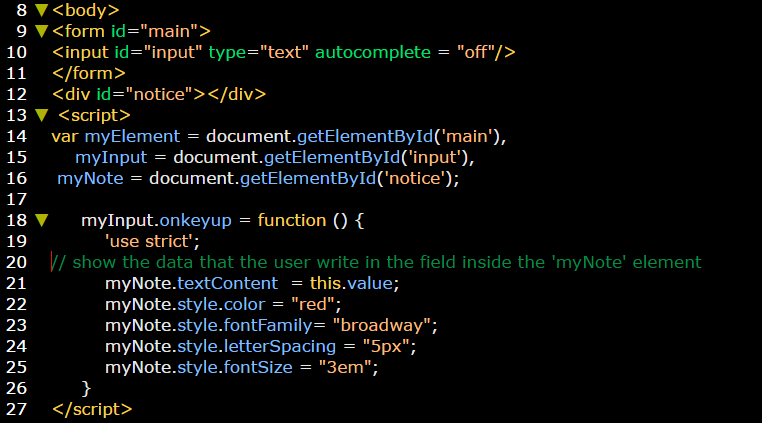 8 <body>
9 <form id="main">
10 <input id="input" type="text" autocomplete = "off"/>
11 </form>
12 <div id="notice"></div>
13 <script>
14 var myElement = document.getElementById('main'),
15 myInput = document.getElementById('input'),
16 myNote = document.getElementById('notice');
17
18 myInput.onkeyup = function () {
19 'use strict';
20 // show the data that the user write in the field inside the 'myNote' element
21 myNote.textContent  = this.value;
22 myNote.style.color = "red";
23 myNote.style.fontFamily= "broadway";
24 myNote.style.letterSpacing = "5px";
25 myNote.style.fontSize = "3em";
26 }
27 </script>